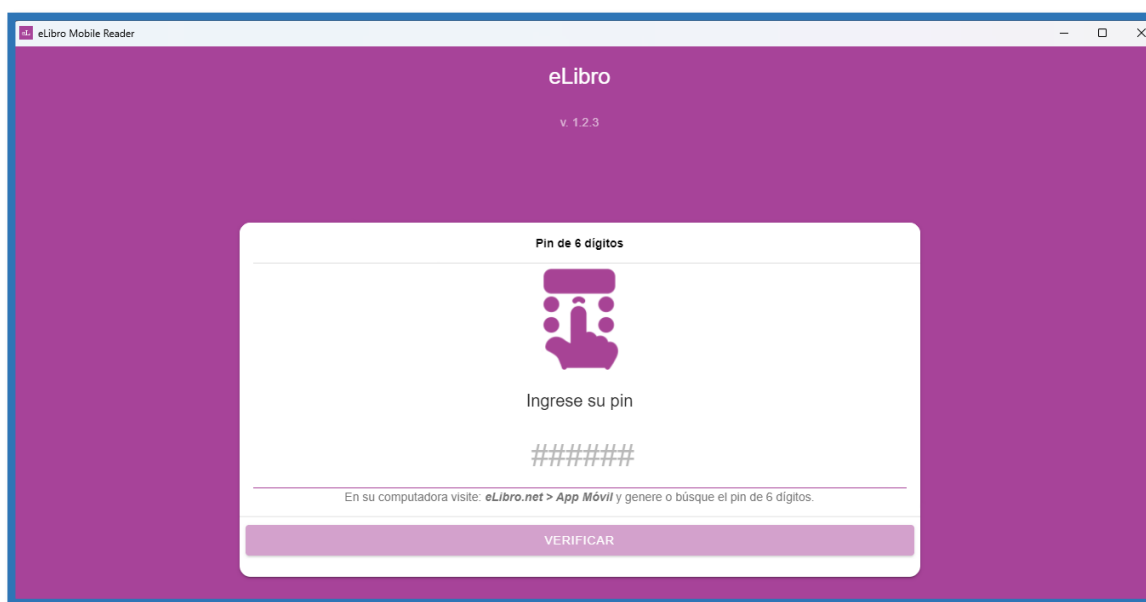 eL eLibro Mobile Reader
eLibro
v. 1.2.3
Pin de 6 dígitos
Ingrese su pin
######
En su computadora visite: eLibro.net > App Móvil y genere o búsque el pin de 6 dígitos.
VERIFICAR